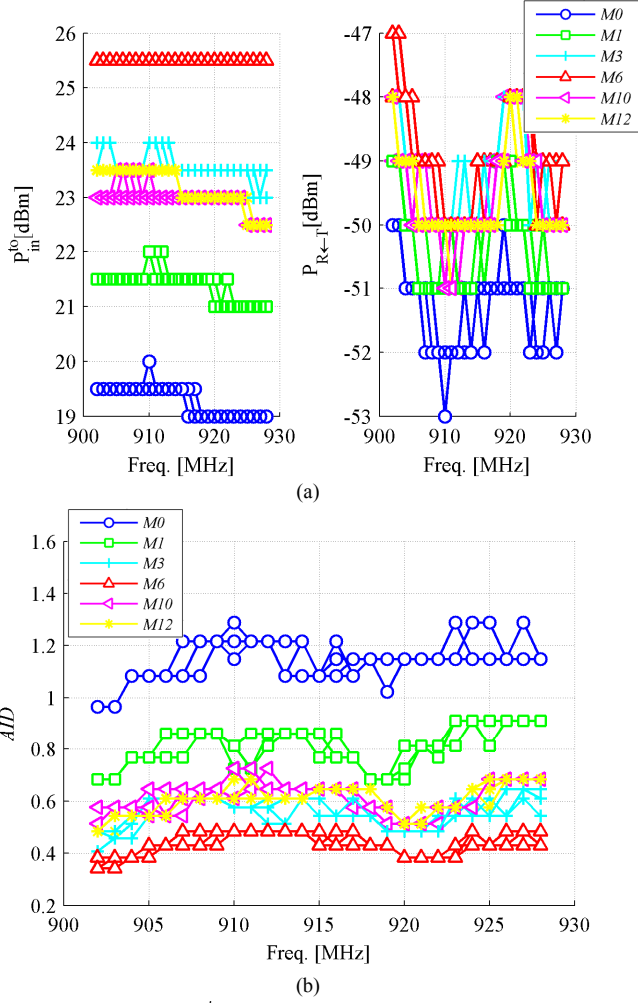 M0
M1
M3
M6
M10
M12
26
25
24
23
22
21
20
19
P_in^to[dBm]
900 910 920 930
Freq. [MHz]
-47
-48
-49
-50
-51
-52
-53
P_R←T[dBm]
900 910 920 930
Freq. [MHz]
(a)
M0
M1
M3
M6
M10
M12
1.6
1.4
1.2
1
0.8
0.6
0.4
0.2
AID
900 905 910 915 920 925 930
Freq. [MHz]
(b)